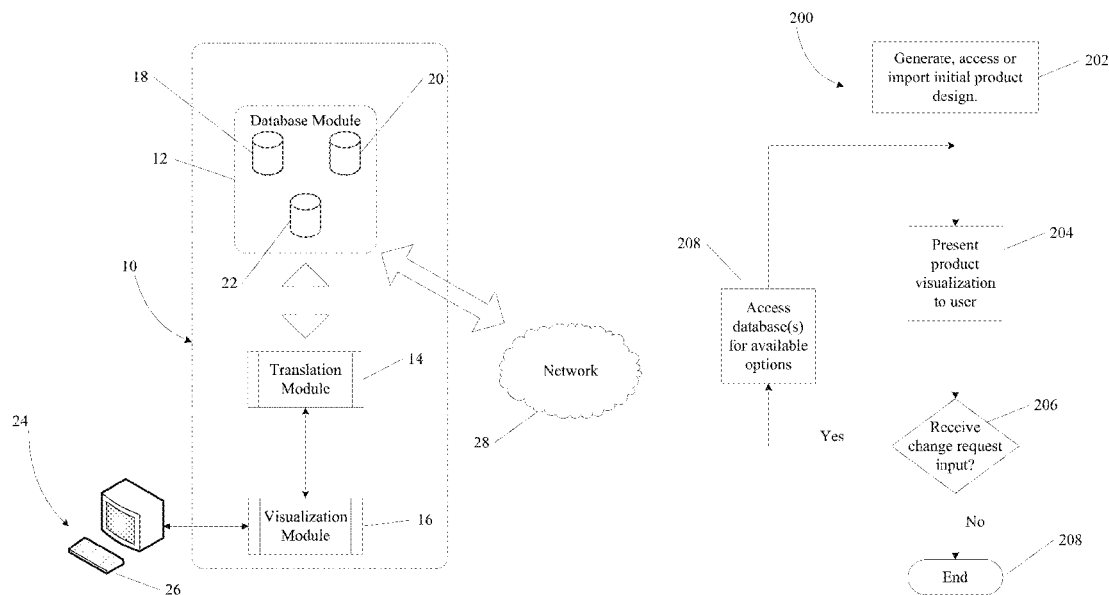 18
20
Database Module
12
22
10
14
Translation
Module
Network
28
24
Visualization
Module
16
26
200
Generate, access or
import initial product
design.
202
208
204
Present
product
visualization
to user
Access
database(s)
for available
options
206
Receive
change request
input?
Yes
No
208
End